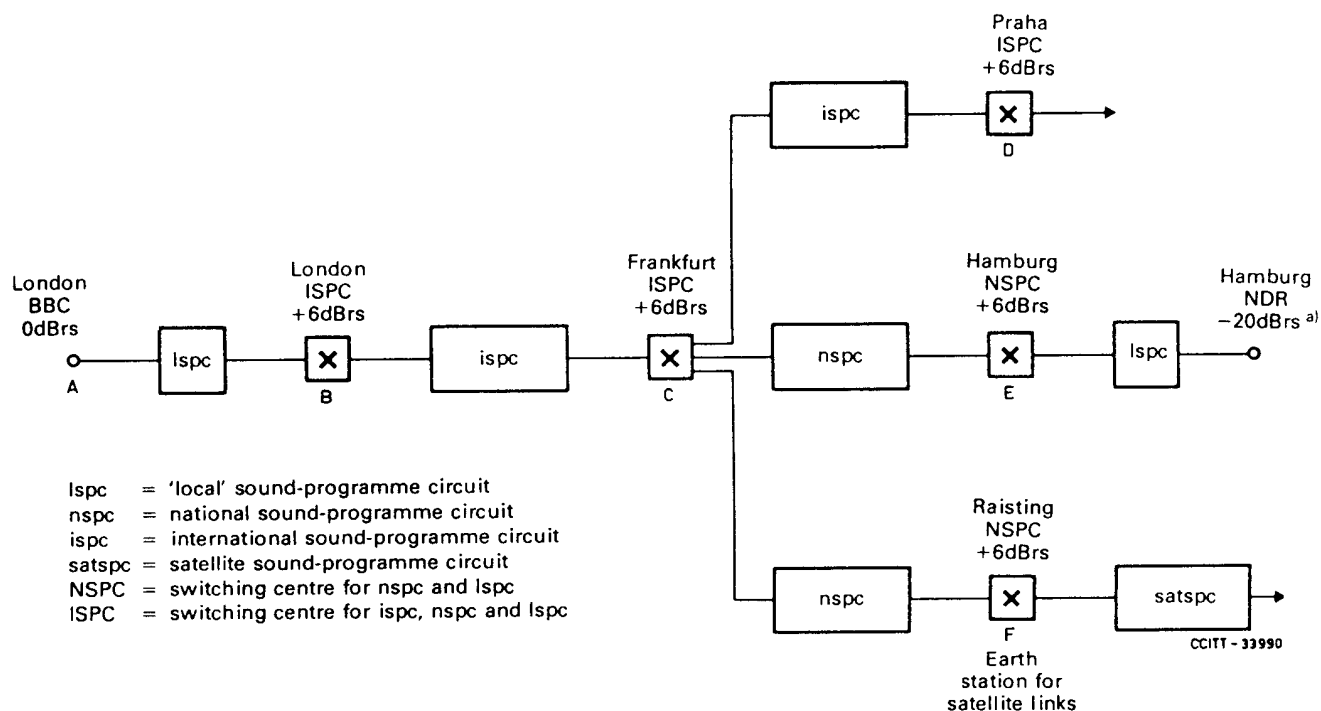 Praha
ISPC
+6dBrs
ispc
×
D
London
BBC
0dBrs
A
lspc
London
ISPC
+6dBrs
×
B
ispc
Frankfurt
ISPC
+6dBrs
×
C
nspc
Hamburg
NSPC
+6dBrs
×
E
lspc
Hamburg
NDR
−20dBrs a)
lspc = 'local' sound-programme circuit
nspc = national sound-programme circuit
ispc = international sound-programme circuit
satspc = satellite sound-programme circuit
NSPC = switching centre for nspc and lspc
ISPC = switching centre for ispc, nspc and lspc
nspc
Raisting
NSPC
+6dBrs
×
F
Earth
station for
satellite links
satspc
CCITT - 33990